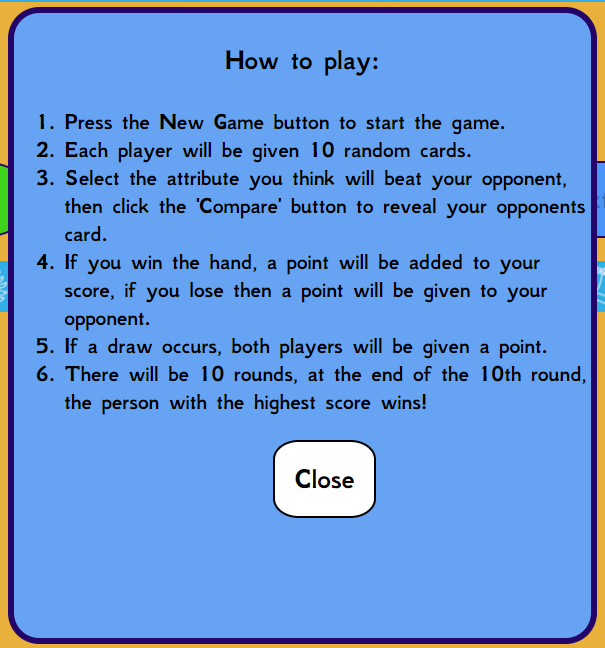 How to play:
1. Press the New Game button to start the game.
2. Each player will be given 10 random cards.
3. Select the attribute you think will beat your opponent,
then click the 'Compare' button to reveal your opponents
card.
4. If you win the hand, a point will be added to your
score, if you lose then a point will be given to your
opponent.
5. If a draw occurs, both players will be given a point.
6. There will be 10 rounds, at the end of the 10th round,
the person with the highest score wins!
Close